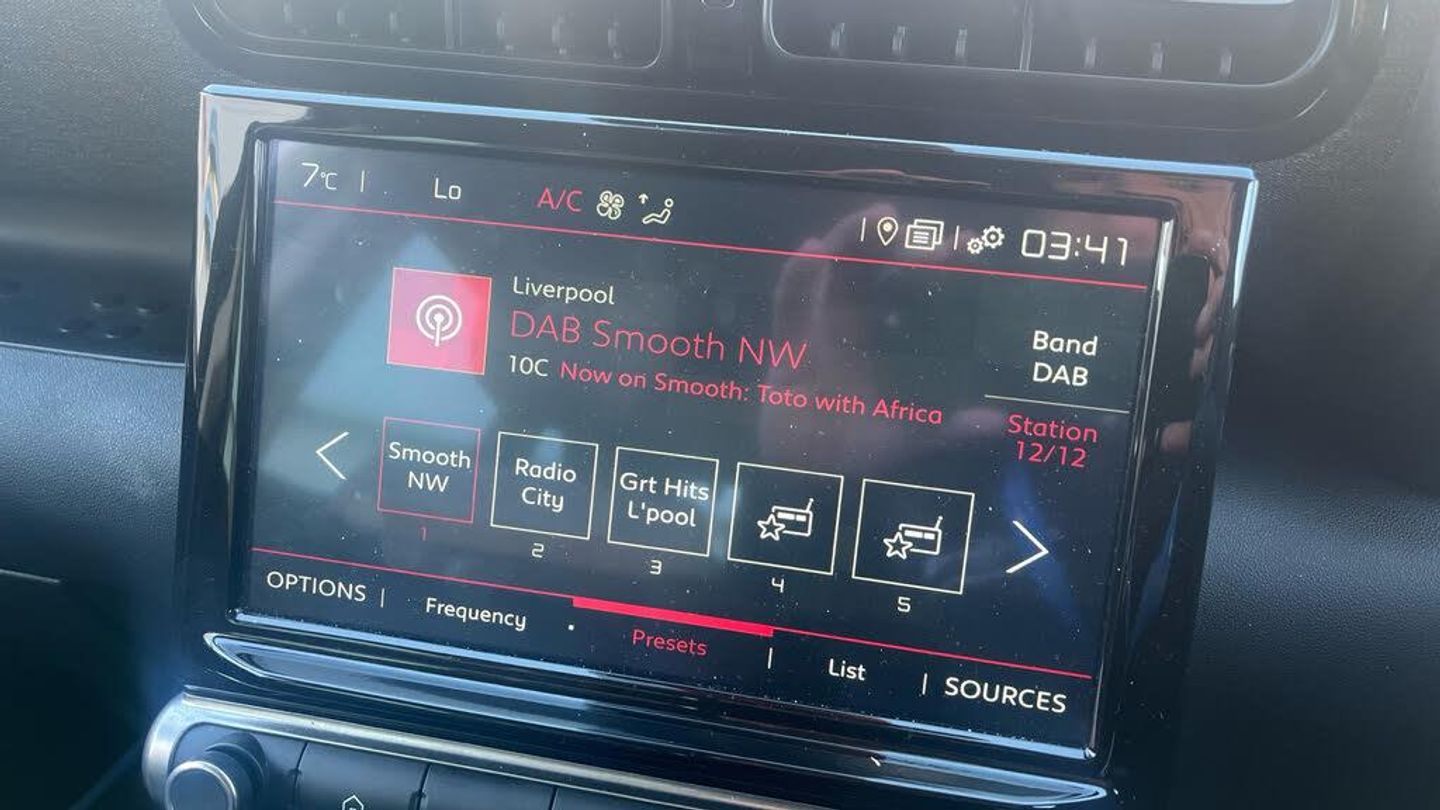 7°C | Lo A/C
| | 03:41
Liverpool
DAB Smooth NW
10C Now on Smooth: Toto with Africa
Band
DAB
Station
12/12
Smooth
NW
1
Radio
City
2
Grt Hits
L'pool
3
4
5
OPTIONS | Frequency · Presets | List | SOURCES